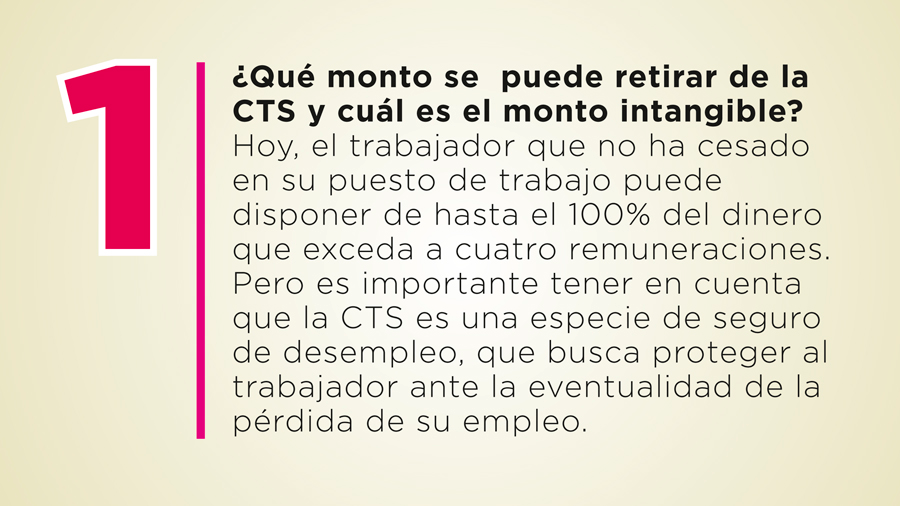 1
¿Qué monto se  puede retirar de la
CTS y cuál es el monto intangible?
Hoy, el trabajador que no ha cesado
en su puesto de trabajo puede
disponer de hasta el 100% del dinero
que exceda a cuatro remuneraciones.
Pero es importante tener en cuenta
que la CTS es una especie de seguro
de desempleo, que busca proteger al
trabajador ante la eventualidad de la
pérdida de su empleo.